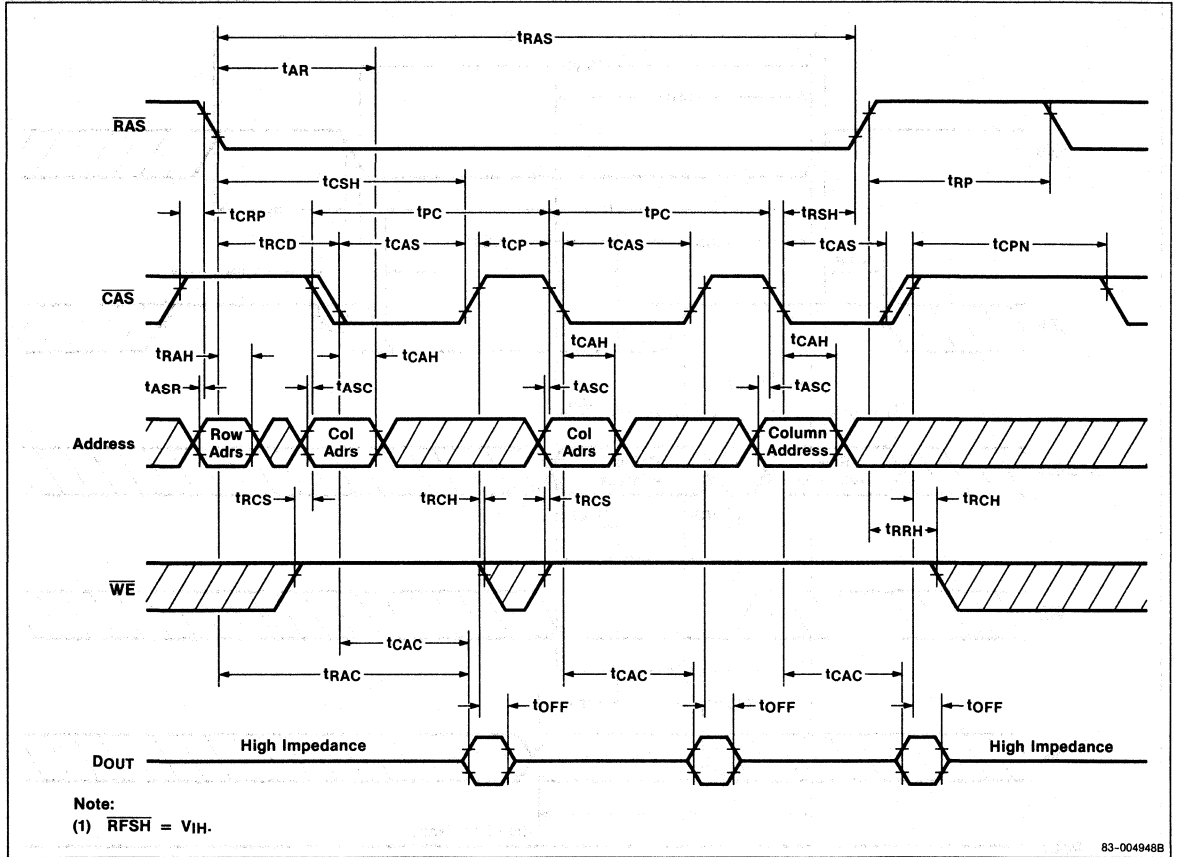 tRAS
tAR
RAS
tCSH
tRP
tCRP
tPC
tPC
tRSH
tRCD
tCAS
tCP
tCAS
tCAS
tCPN
CAS
tRAH
tCAH
tCAH
tCAH
tASR
tASC
tASC
tASC
Address
Row Adrs
Col Adrs
Col Adrs
Column Address
tRCS
tRCH
tRCS
tRCH
tRRH
WE
tCAC
tRAC
tCAC
tCAC
tOFF
tOFF
tOFF
High Impedance
High Impedance
DOUT
Note:
(1) RFSH = VIH.
83-004948B